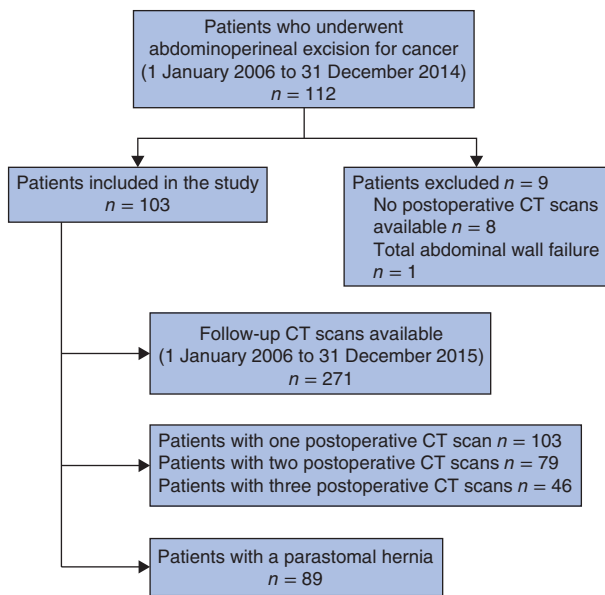 Patients who underwent
abdominoperineal excision for cancer
(1 January 2006 to 31 December 2014)
n = 112
Patients included in the study
n = 103
Patients excluded n = 9
No postoperative CT scans
available n = 8
Total abdominal wall failure
n = 1
Follow-up CT scans available
(1 January 2006 to 31 December 2015)
n = 271
Patients with one postoperative CT scan n = 103
Patients with two postoperative CT scans n = 79
Patients with three postoperative CT scans n = 46
Patients with a parastomal hernia
n = 89